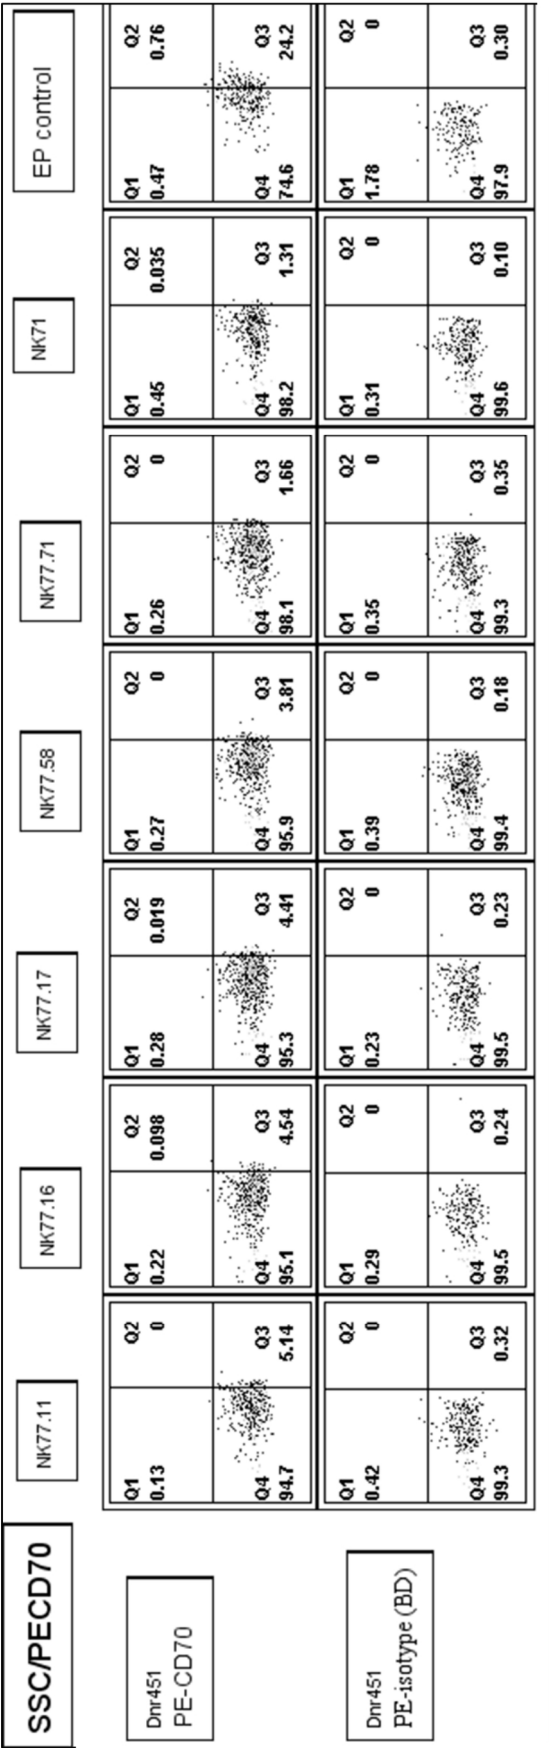 SSC/PECD70
NK77.11
NK77.16
NK77.17
NK77.58
NK77.71
NK71
EP control
Dnr451
PE-CD70
Q1
0.13
Q2
0
Q3
5.14
Q4
94.7
Q1
0.22
Q2
0.098
Q3
4.54
Q4
95.1
Q1
0.28
Q2
0.019
Q3
4.41
Q4
95.3
Q1
0.27
Q2
0
Q3
3.81
Q4
95.9
Q1
0.26
Q2
0
Q3
1.66
Q4
98.1
Q1
0.45
Q2
0.035
Q3
1.31
Q4
98.2
Q1
0.47
Q2
0.76
Q3
24.2
Q4
74.6
Dnr451
PE-isotype (BD)
Q1
0.42
Q2
0
Q3
0.32
Q4
99.3
Q1
0.29
Q2
0
Q3
0.24
Q4
99.5
Q1
0.23
Q2
0
Q3
0.23
Q4
99.5
Q1
0.39
Q2
0
Q3
0.18
Q4
99.4
Q1
0.35
Q2
0
Q3
0.35
Q4
99.3
Q1
0.31
Q2
0
Q3
0.10
Q4
99.6
Q1
1.78
Q2
0
Q3
0.30
Q4
97.9